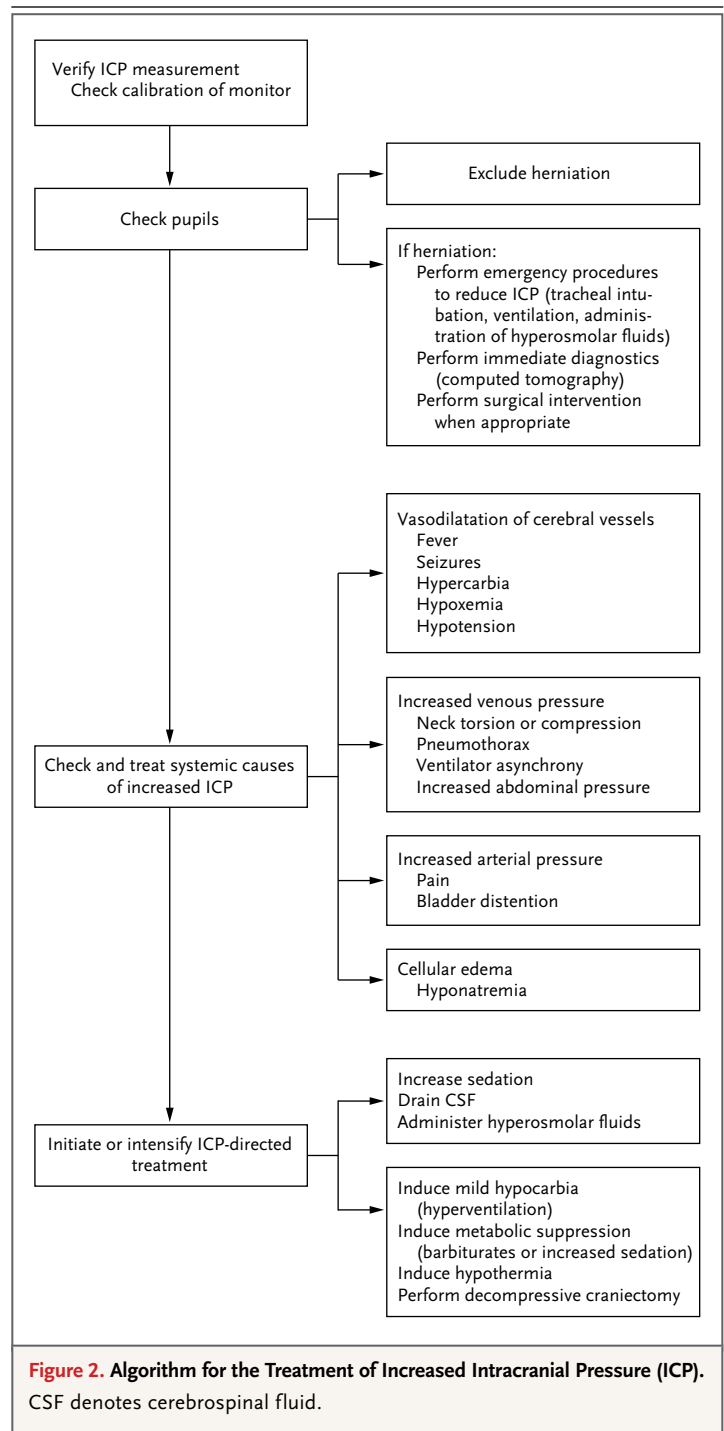 Verify ICP measurement
Check calibration of monitor
Check pupils
Exclude herniation
If herniation:
Perform emergency procedures
to reduce ICP (tracheal intu-
bation, ventilation, adminis-
tration of hyperosmolar fluids)
Perform immediate diagnostics
(computed tomography)
Perform surgical intervention
when appropriate
Check and treat systemic causes
of increased ICP
Vasodilatation of cerebral vessels
Fever
Seizures
Hypercarbia
Hypoxemia
Hypotension
Increased venous pressure
Neck torsion or compression
Pneumothorax
Ventilator asynchrony
Increased abdominal pressure
Increased arterial pressure
Pain
Bladder distention
Cellular edema
Hyponatremia
Initiate or intensify ICP-directed
treatment
Increase sedation
Drain CSF
Administer hyperosmolar fluids
Induce mild hypocarbia
(hyperventilation)
Induce metabolic suppression
(barbiturates or increased sedation)
Induce hypothermia
Perform decompressive craniectomy
Figure 2. Algorithm for the Treatment of Increased Intracranial Pressure (ICP).
CSF denotes cerebrospinal fluid.